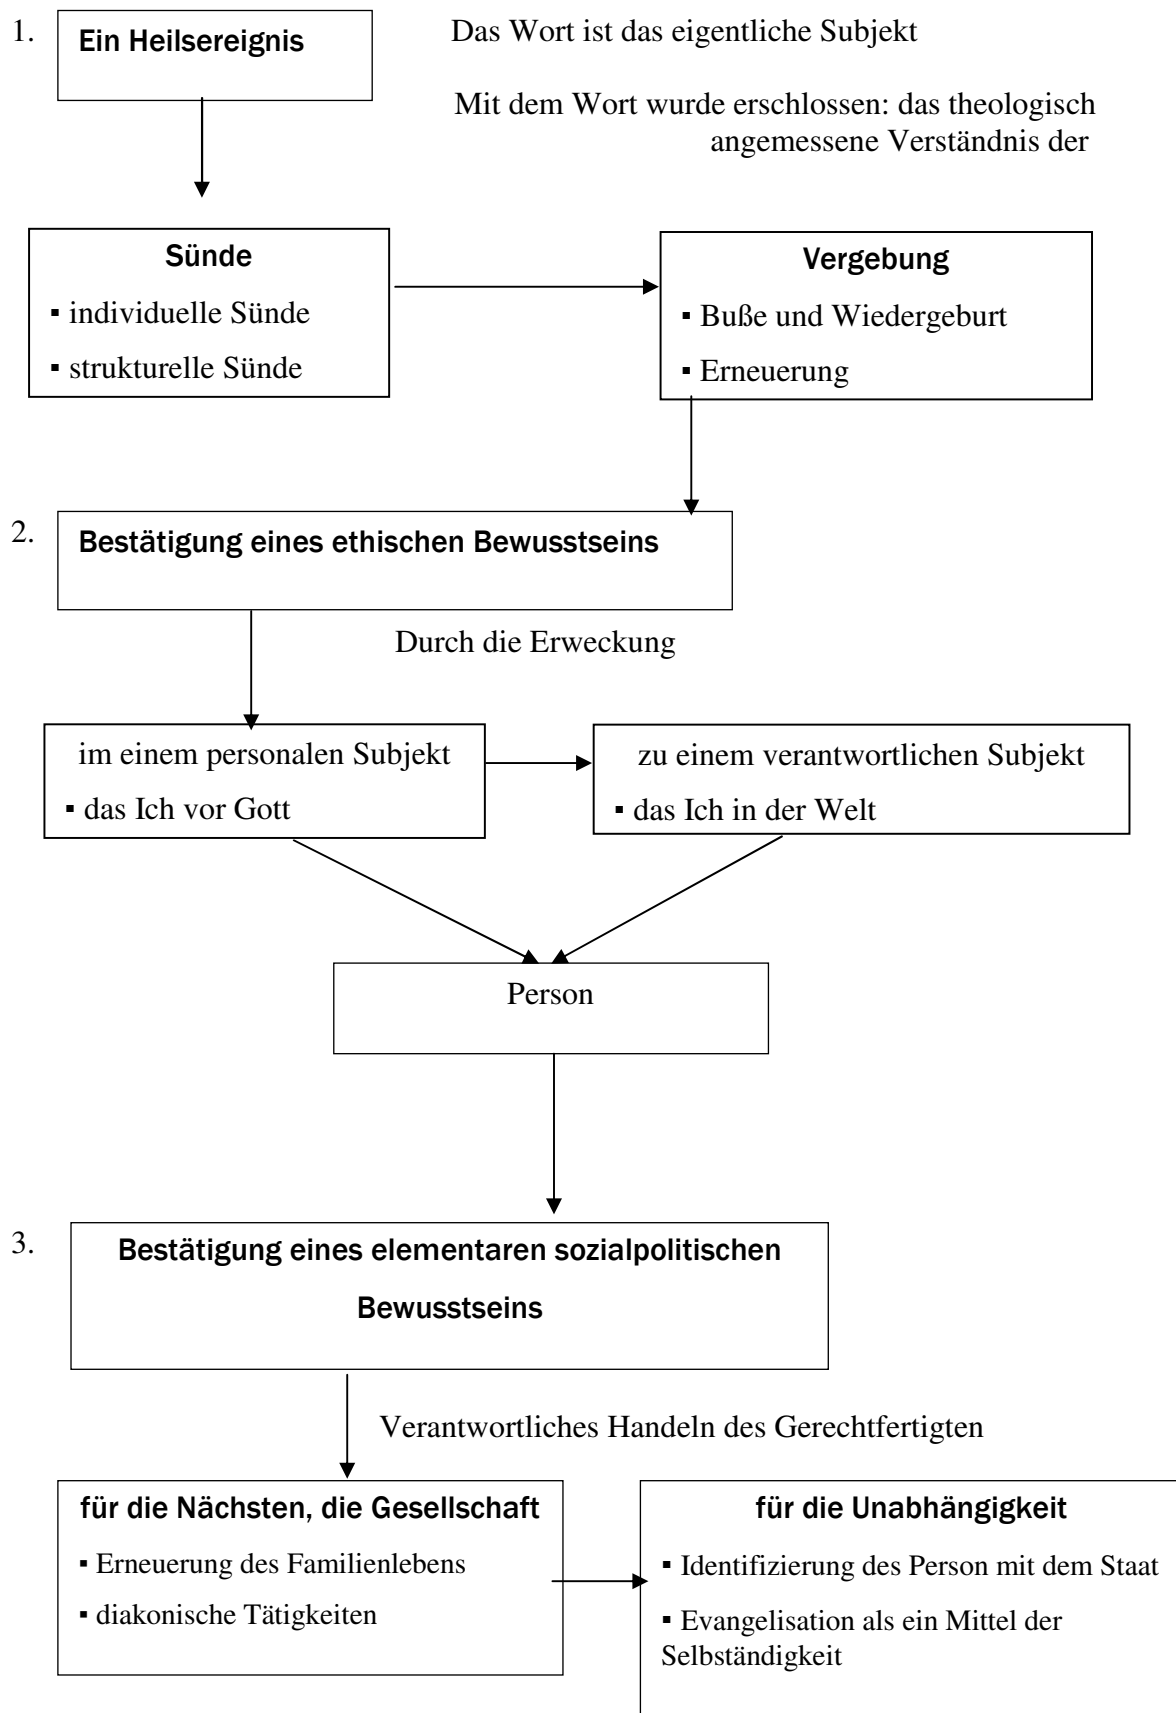 1. Ein Heilsereignis
Das Wort ist das eigentliche Subjekt
Mit dem Wort wurde erschlossen: das theologisch
angemessene Verständnis der
Sünde
▪ individuelle Sünde
▪ strukturelle Sünde
Vergebung
▪ Buße und Wiedergeburt
▪ Erneuerung
2. Bestätigung eines ethischen Bewusstseins
Durch die Erweckung
im einem personalen Subjekt
▪ das Ich vor Gott
zu einem verantwortlichen Subjekt
▪ das Ich in der Welt
Person
3. Bestätigung eines elementaren sozialpolitischen
Bewusstseins
Verantwortliches Handeln des Gerechtfertigten
für die Nächsten, die Gesellschaft
▪ Erneuerung des Familienlebens
▪ diakonische Tätigkeiten
für die Unabhängigkeit
▪ Identifizierung des Person mit dem Staat
▪ Evangelisation als ein Mittel der
Selbständigkeit